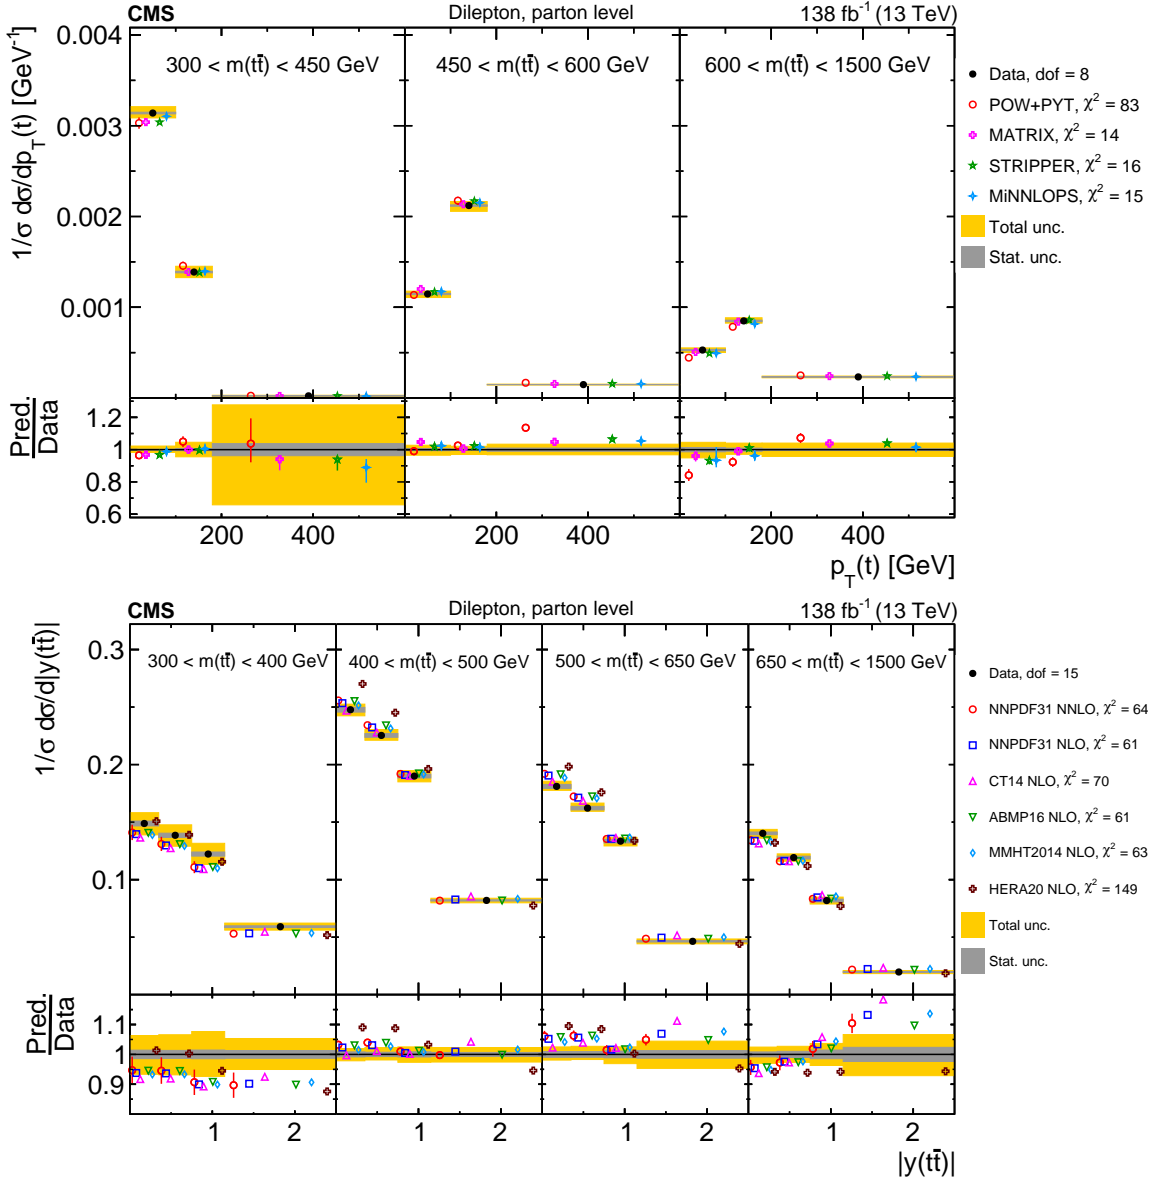 CMS Dilepton, parton level 138 fb⁻¹ (13 TeV)
1/σ dσ/dp_T(t) [GeV⁻¹]
0.004
0.003
0.002
0.001
300 < m(tt̄) < 450 GeV
450 < m(tt̄) < 600 GeV
600 < m(tt̄) < 1500 GeV
Data, dof = 8
POW+PYT, χ² = 83
MATRIX, χ² = 14
STRIPPER, χ² = 16
MiNNLOPS, χ² = 15
Total unc.
Stat. unc.
Pred.
Data
1.2
1
0.8
0.6
200 400 200 400 200 400
p_T(t) [GeV]
CMS Dilepton, parton level 138 fb⁻¹ (13 TeV)
1/σ dσ/d|y(tt̄)|
0.3
0.2
0.1
300 < m(tt̄) < 400 GeV
400 < m(tt̄) < 500 GeV
500 < m(tt̄) < 650 GeV
650 < m(tt̄) < 1500 GeV
Data, dof = 15
NNPDF31 NNLO, χ² = 64
NNPDF31 NLO, χ² = 61
CT14 NLO, χ² = 70
ABMP16 NLO, χ² = 61
MMHT2014 NLO, χ² = 63
HERA20 NLO, χ² = 149
Total unc.
Stat. unc.
Pred.
Data
1.1
1
0.9
1 2 1 2 1 2 1 2
|y(tt̄)|